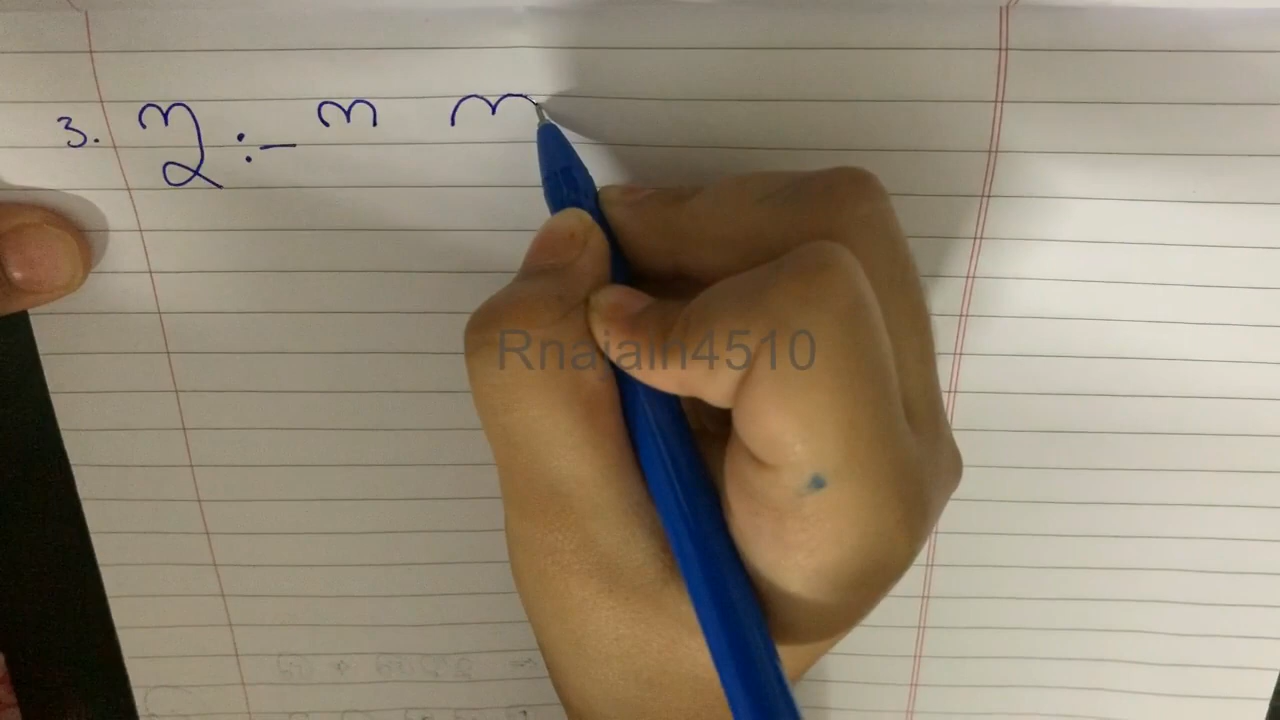 3. ഇ :-
Rnajain4510